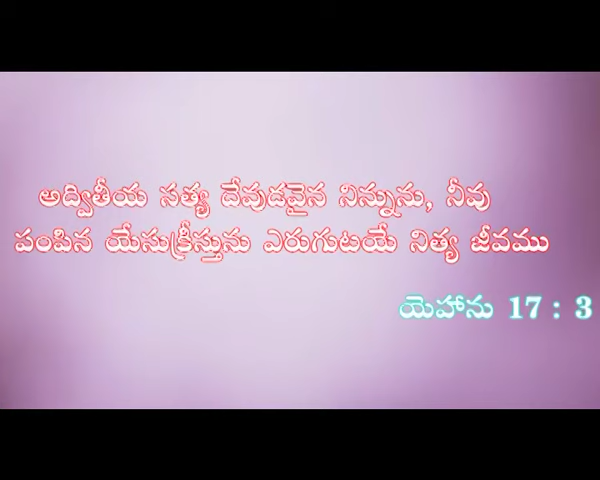 అద్వితీయ సత్య దేవుడవైన నిన్నును, నీవు
పంపిన యేసుక్రీస్తును ఎరుగుటయే నిత్య జీవము
యెహాను 17 : 3